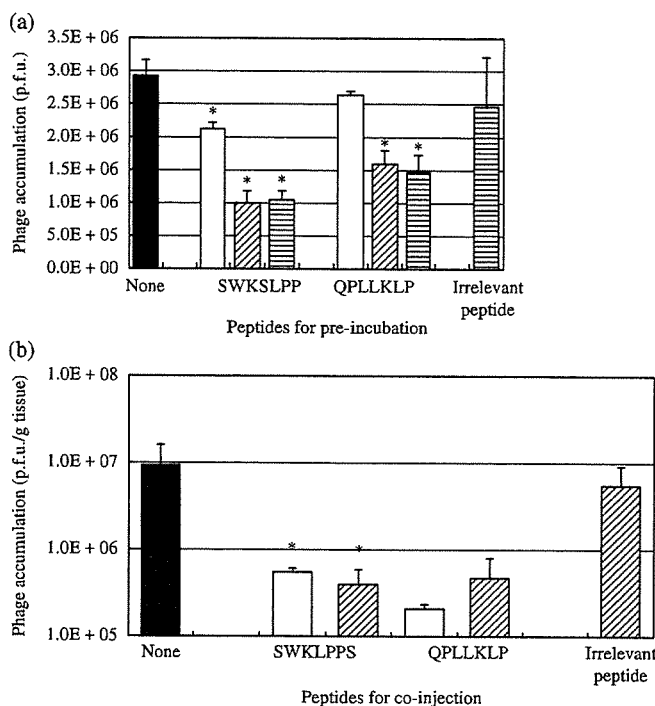 (a)
Phage accumulation (p.f.u.)
3.5E + 06
3.0E + 06
2.5E + 06
2.0E + 06
1.5E + 06
1.0E + 06
5.0E + 05
0.0E + 00
*
*
*
*
*
None
SWKSLPP
QPLLKLP
Irrelevant
peptide
Peptides for pre-incubation
(b)
Phage accumulation (p.f.u./g tissue)
1.0E + 08
1.0E + 07
1.0E + 06
1.0E + 05
*
*
None
SWKLPPS
QPLLKLP
Irrelevant
peptide
Peptides for co-injection